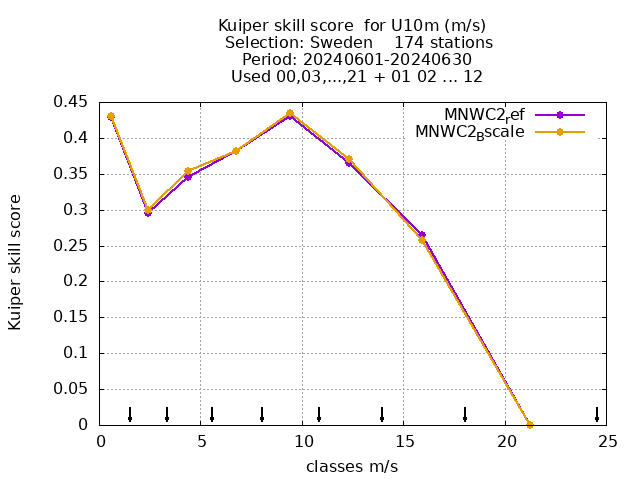 Kuiper skill score  for U10m (m/s)
Selection: Sweden    174 stations
Period: 20240601-20240630
Used 00,03,...,21 + 01 02 ... 12
MNWC2ref
MNWC2Bscale
Kuiper skill score
0.45
0.4
0.35
0.3
0.25
0.2
0.15
0.1
0.05
0
0 5 10 15 20 25
classes m/s